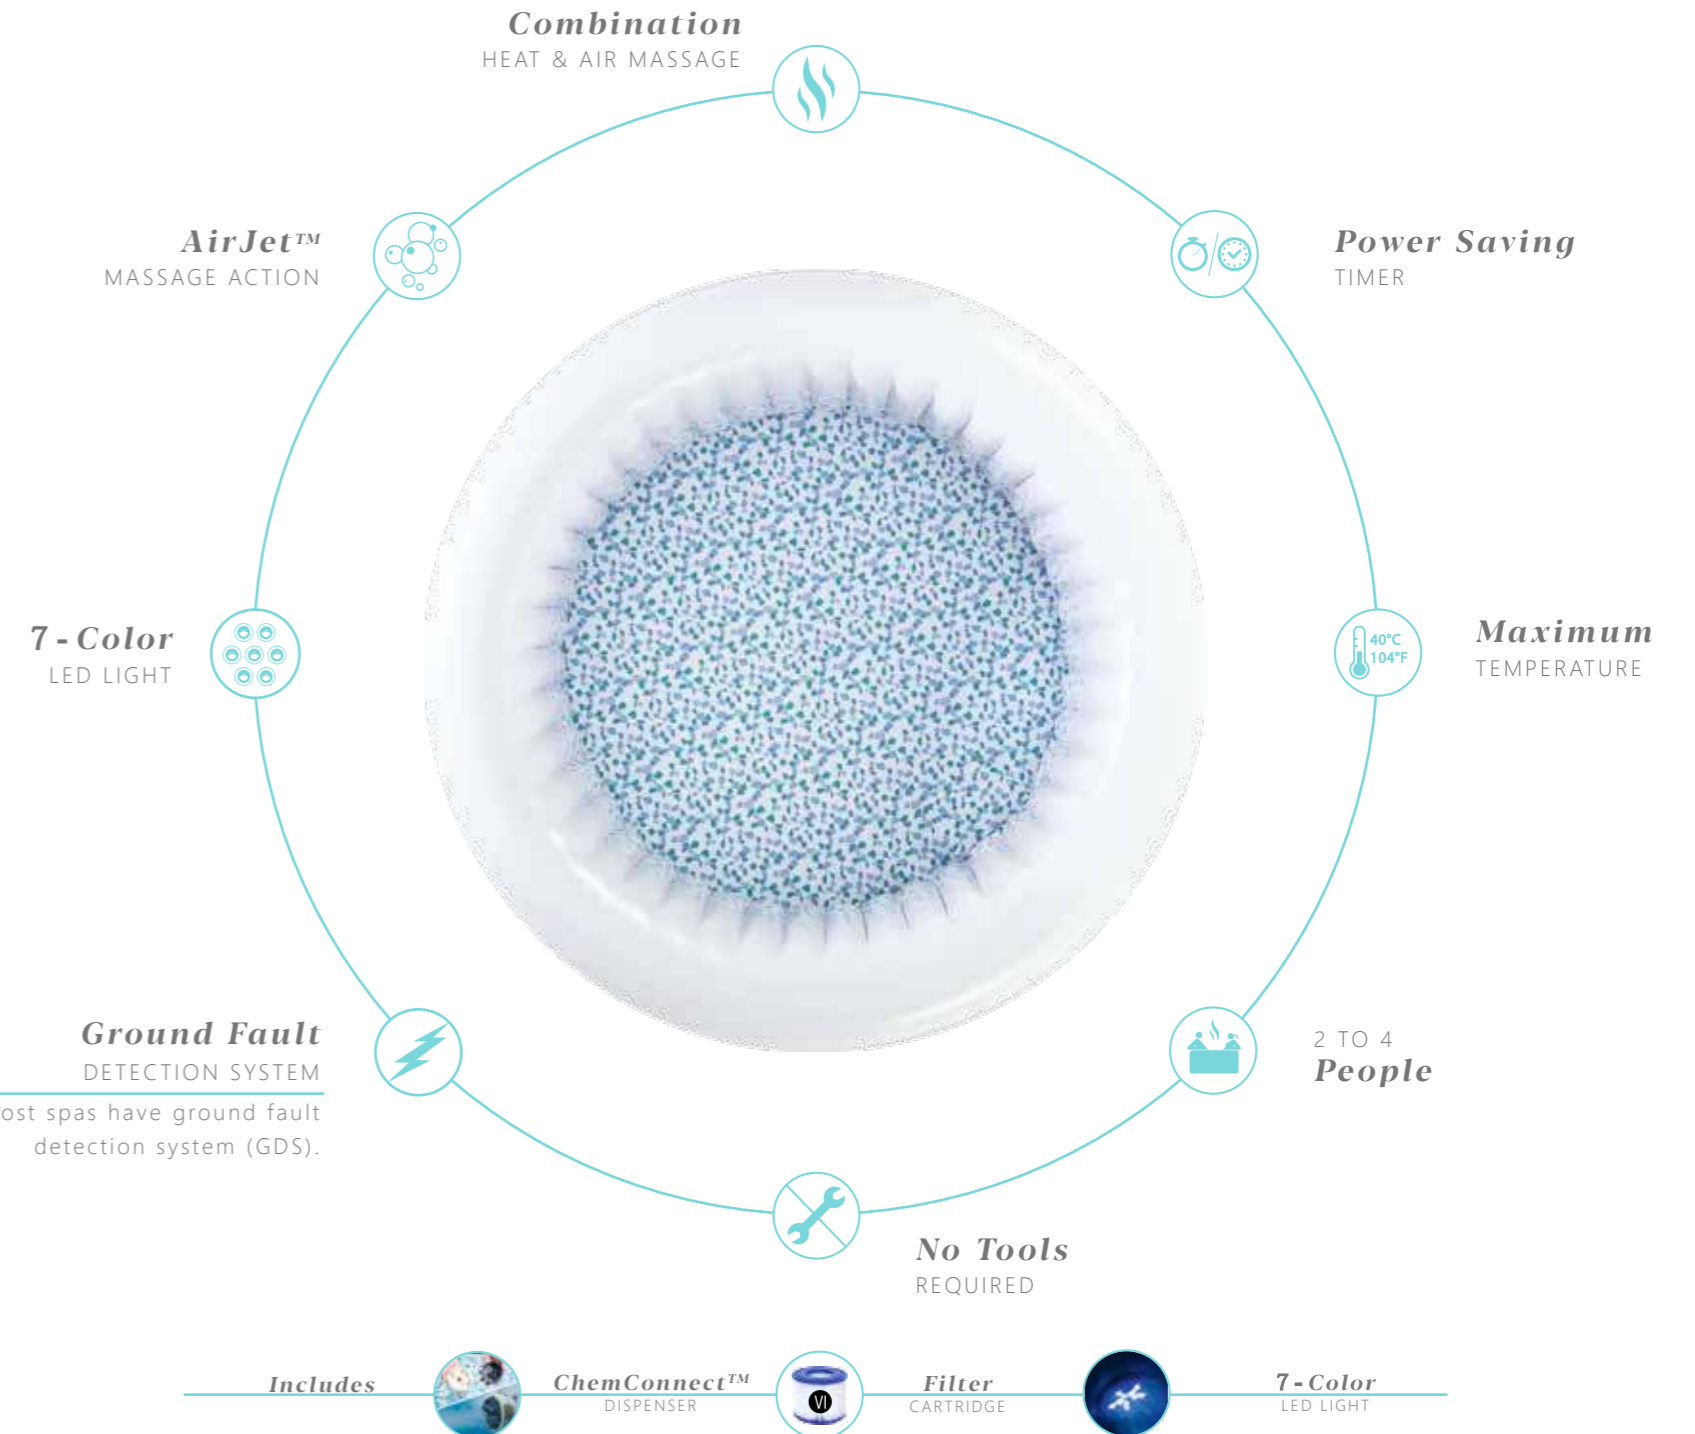 Combination
HEAT & AIR MASSAGE
AirJet™
MASSAGE ACTION
Power Saving
TIMER
7-Color
LED LIGHT
40°C
104°F
Maximum
TEMPERATURE
Ground Fault
DETECTION SYSTEM
ost spas have ground fault
detection system (GDS).
2 TO 4
People
No Tools
REQUIRED
Includes
ChemConnect™
DISPENSER
VI
Filter
CARTRIDGE
7-Color
LED LIGHT